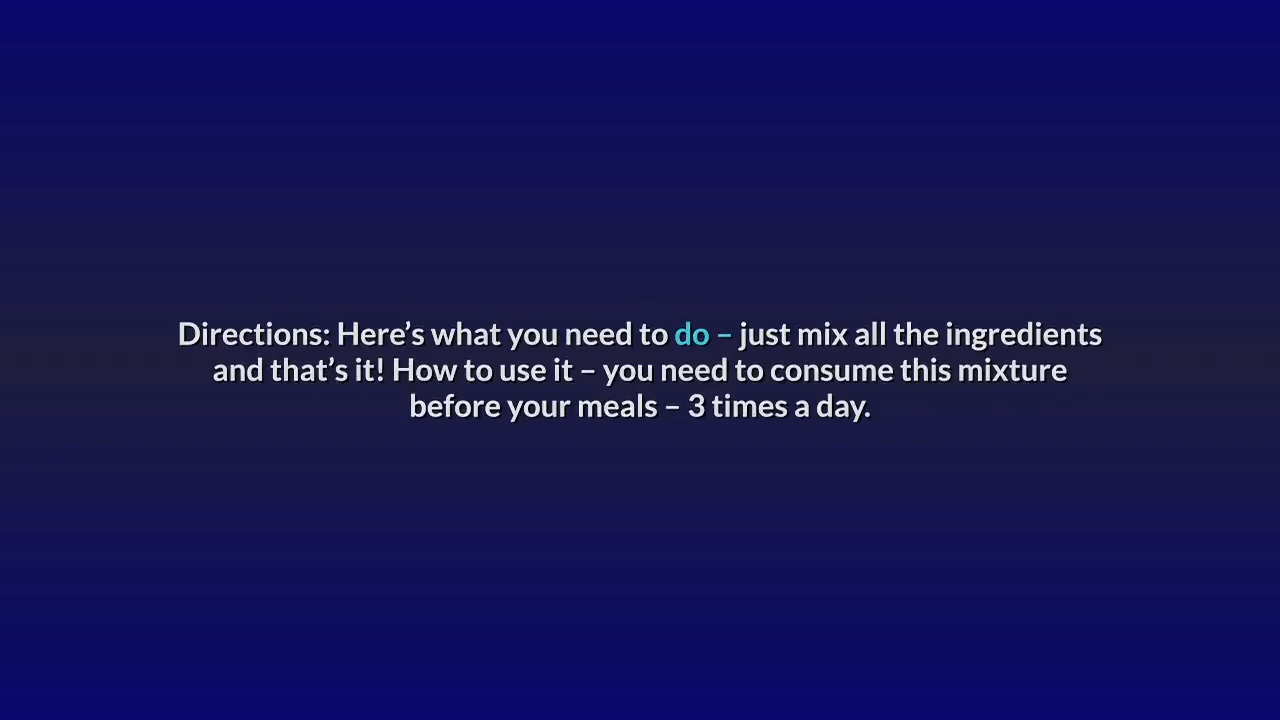 Directions: Here’s what you need to do – just mix all the ingredients
and that’s it! How to use it – you need to consume this mixture
before your meals – 3 times a day.